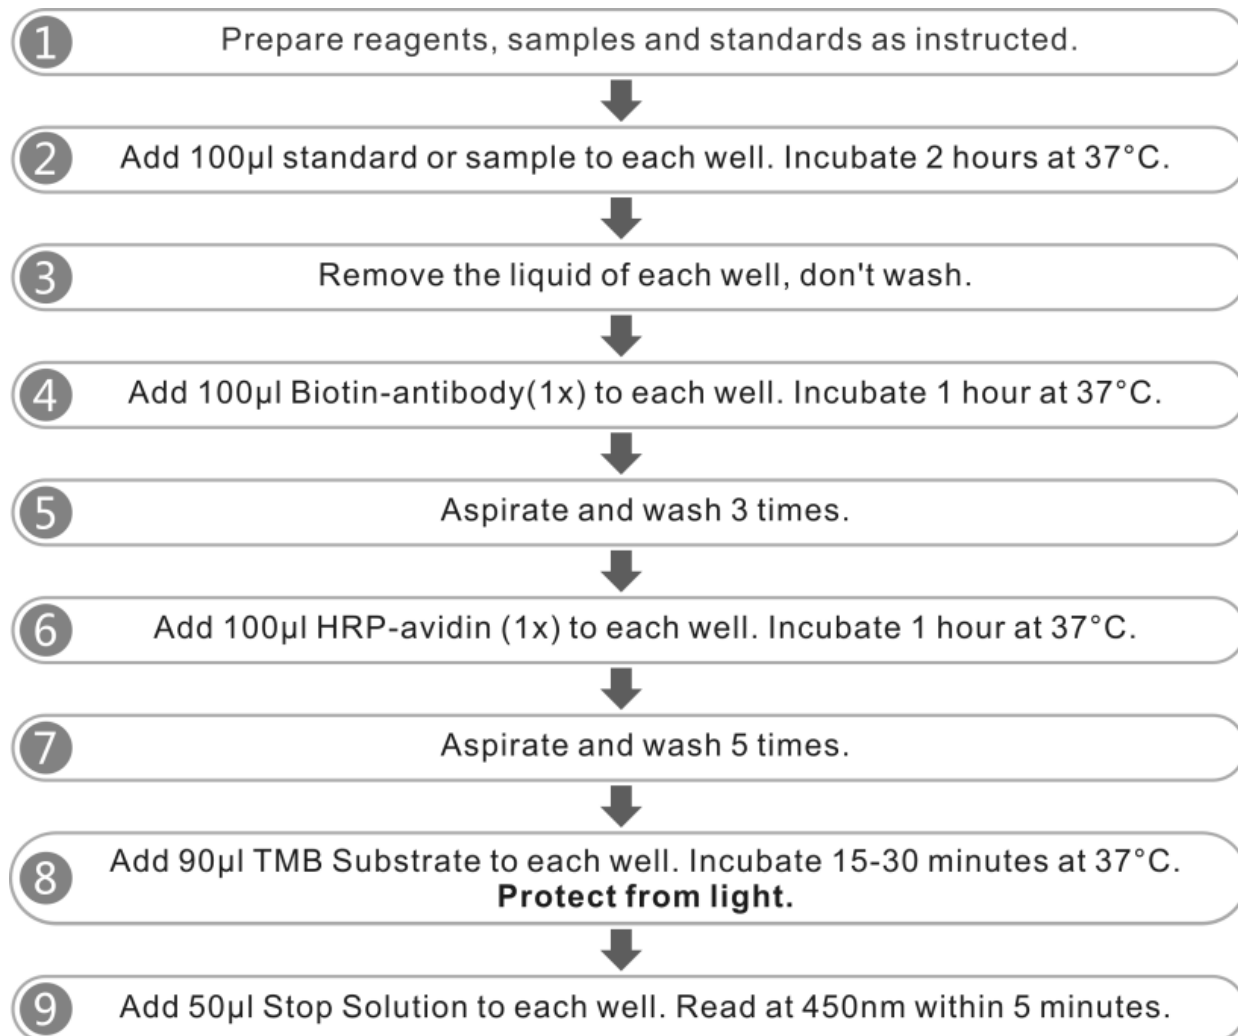 1 Prepare reagents, samples and standards as instructed.
2 Add 100µl standard or sample to each well. Incubate 2 hours at 37°C.
3 Remove the liquid of each well, don't wash.
4 Add 100µl Biotin-antibody(1x) to each well. Incubate 1 hour at 37°C.
5 Aspirate and wash 3 times.
6 Add 100µl HRP-avidin (1x) to each well. Incubate 1 hour at 37°C.
7 Aspirate and wash 5 times.
8 Add 90µl TMB Substrate to each well. Incubate 15-30 minutes at 37°C.
Protect from light.
9 Add 50µl Stop Solution to each well. Read at 450nm within 5 minutes.